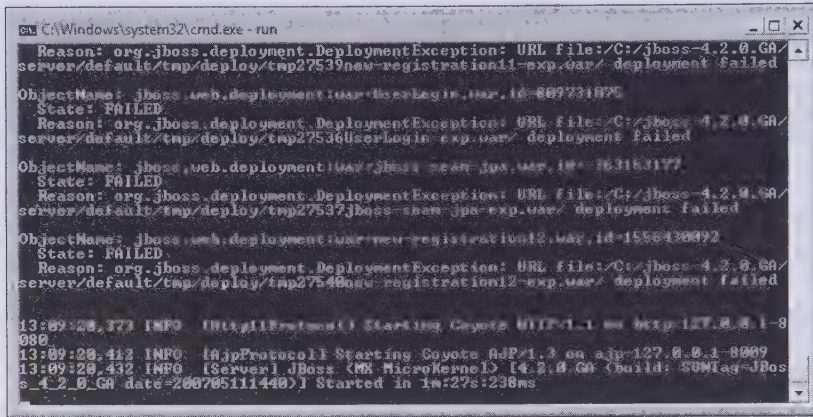 C:\Windows\system32\cmd.exe - run
Reason: org.jboss.deployment.DeploymentException: URL file:/C:/jboss-4.2.0.GA/
server/default/tmp/deploy/tmp27539new-registration11-exp.war/ deployment failed
ObjectName: jboss.web.deployment:war=UserLogin.war,id=
State: FAILED
Reason: org.jboss.deployment.DeploymentException: URL file:/C:/jboss-4.2.0.GA/
server/default/tmp/deploy/tmp27536UserLogin-exp.war/ deployment failed
ObjectName: jboss.web.deployment:war=jboss-seam-jpa.war,id=
State: FAILED
Reason: org.jboss.deployment.DeploymentException: URL file:/C:/jboss-4.2.0.GA/
server/default/tmp/deploy/tmp27537jboss-seam-jpa-exp.war/ deployment failed
ObjectName: jboss.web.deployment:war=new-registration12.war,id=1556430092
State: FAILED
Reason: org.jboss.deployment.DeploymentException: URL file:/C:/jboss-4.2.0.GA/
server/default/tmp/deploy/tmp27540new-registration12-exp.war/ deployment failed
13:09:20,373 INFO [Http11Protocol] Starting Coyote HTTP/1.1 on http-127.0.0.1-8
080
13:09:20,412 INFO [AjpProtocol] Starting Coyote AJP/1.3 on ajp-127.0.0.1-8009
13:09:20,432 INFO [Server] JBoss (MX MicroKernel) [4.2.0.GA (build: SVNTag=JBos
s_4_2_0_GA date=200705111440)] Started in 1m:27s:238ms